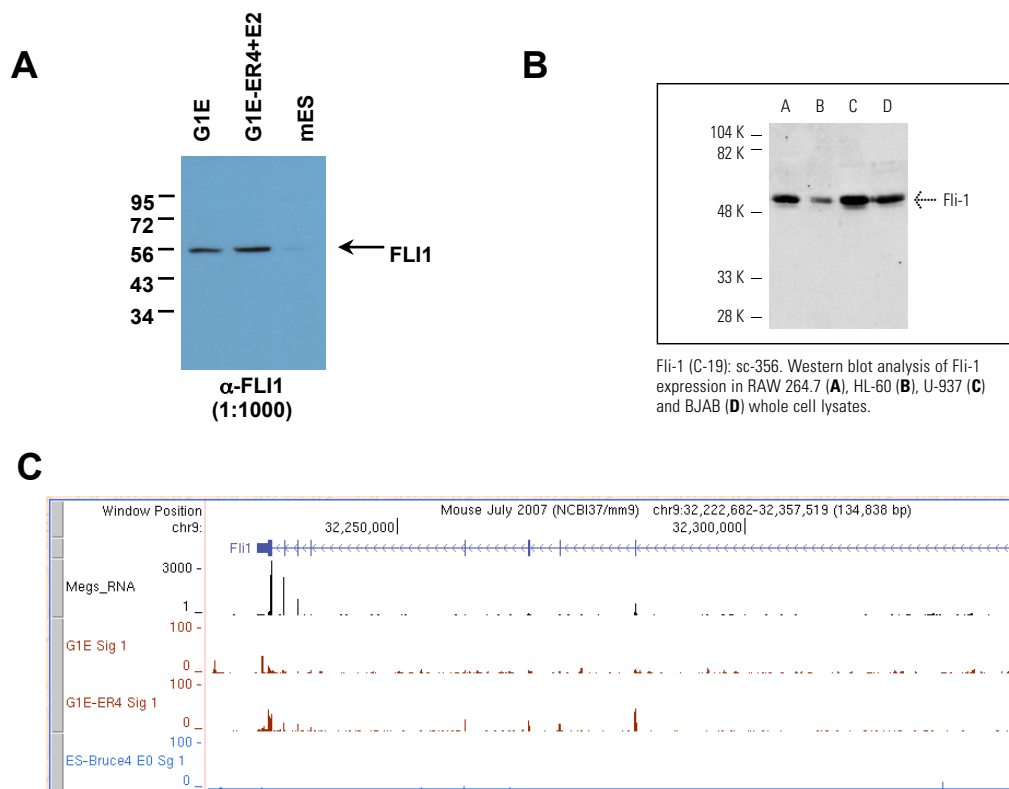 A
G1E
G1E-ER4+E2
mES
95
72
56
43
34
FLI1
α-FLI1
(1:1000)
B
A B C D
104 K
82 K
48 K
33 K
28 K
Fli-1
Fli-1 (C-19): sc-356. Western blot analysis of Fli-1
expression in RAW 264.7 (A), HL-60 (B), U-937 (C)
and BJAB (D) whole cell lysates.
C
Window Position Mouse July 2007 (NCBI37/mm9) chr9:32,222,682-32,357,519 (134,838 bp)
chr9: 32,250,000 32,300,000
Fli1
3000
Megs_RNA
1
100
G1E Sig 1
0
100
G1E-ER4 Sig 1
0
100
ES-Bruce4 E0 Sg 1
0